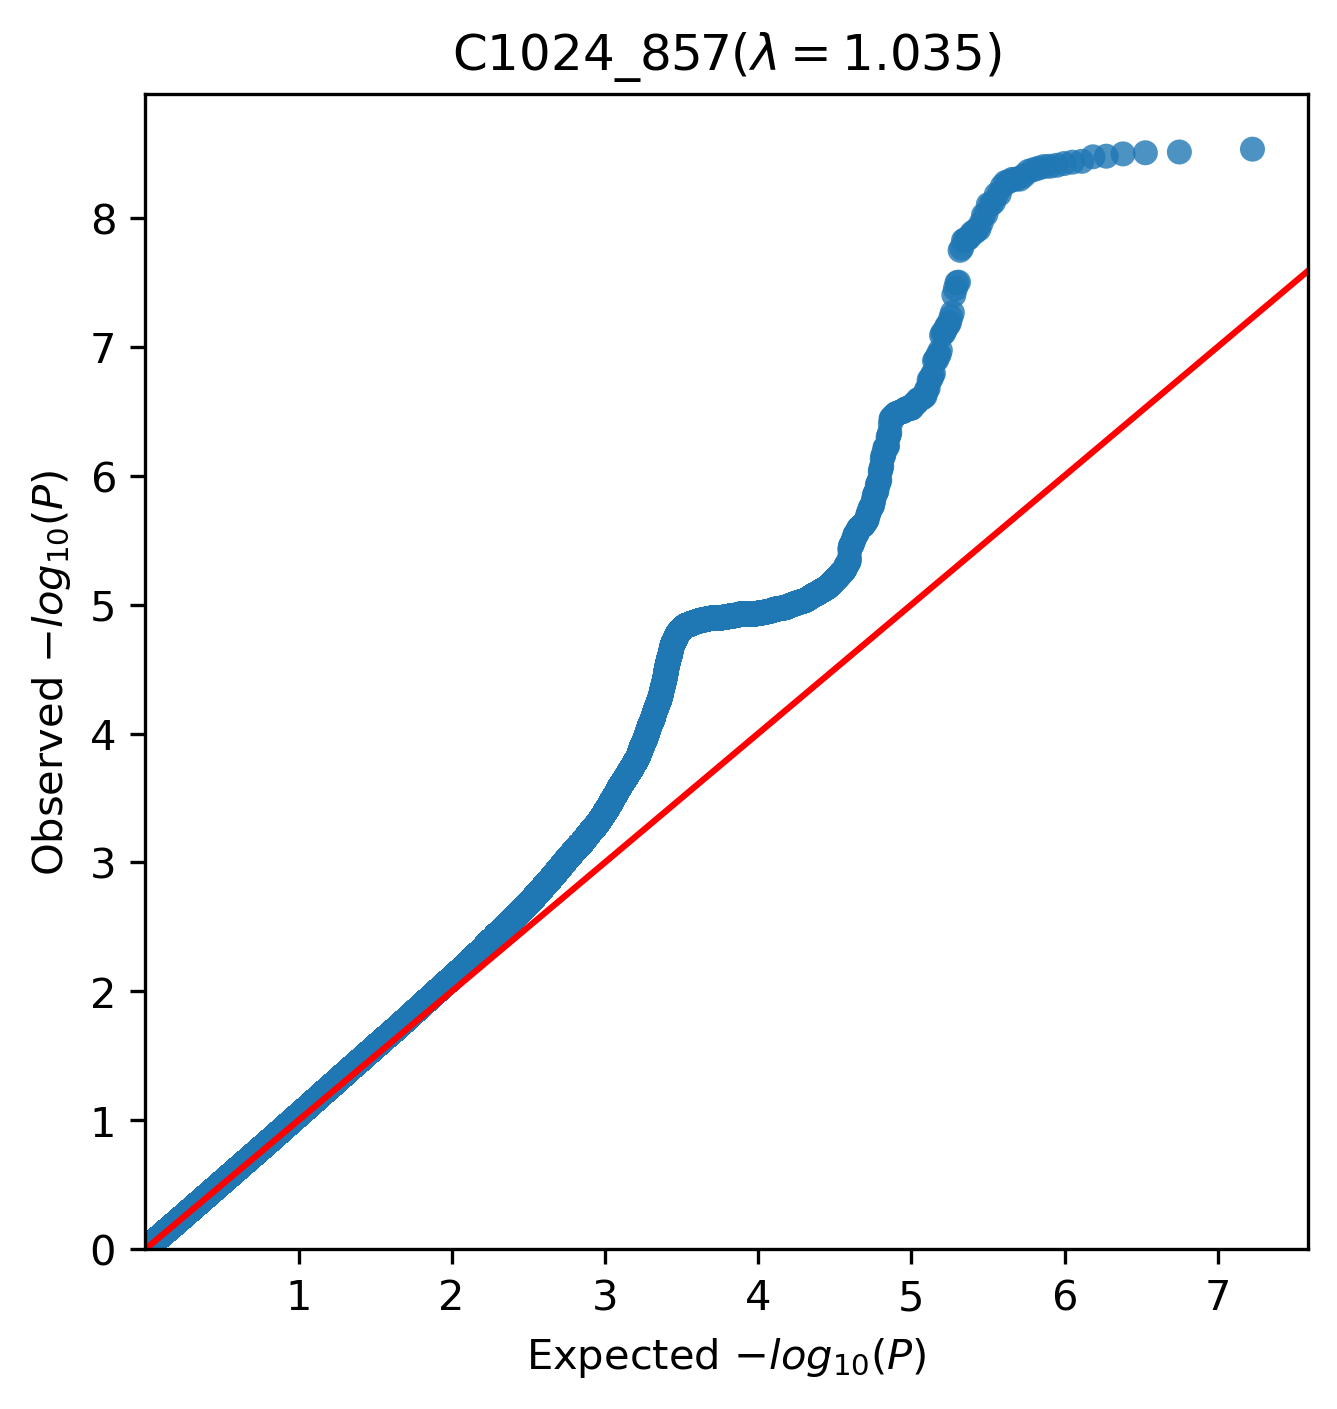 C1024_857(λ = 1.035)
Observed −log₁₀(P)
8
7
6
5
4
3
2
1
0
1 2 3 4 5 6 7
Expected −log₁₀(P)